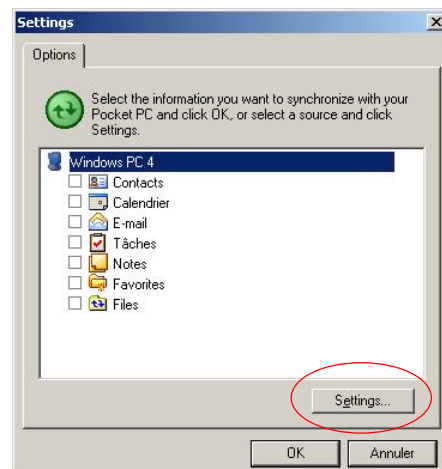 Settings
Options
Select the information you want to synchronize with your
Pocket PC and click OK, or select a source and click
Settings.
Windows PC 4
Contacts
Calendrier
E-mail
Tâches
Notes
Favorites
Files
Settings...
OK
Annuler